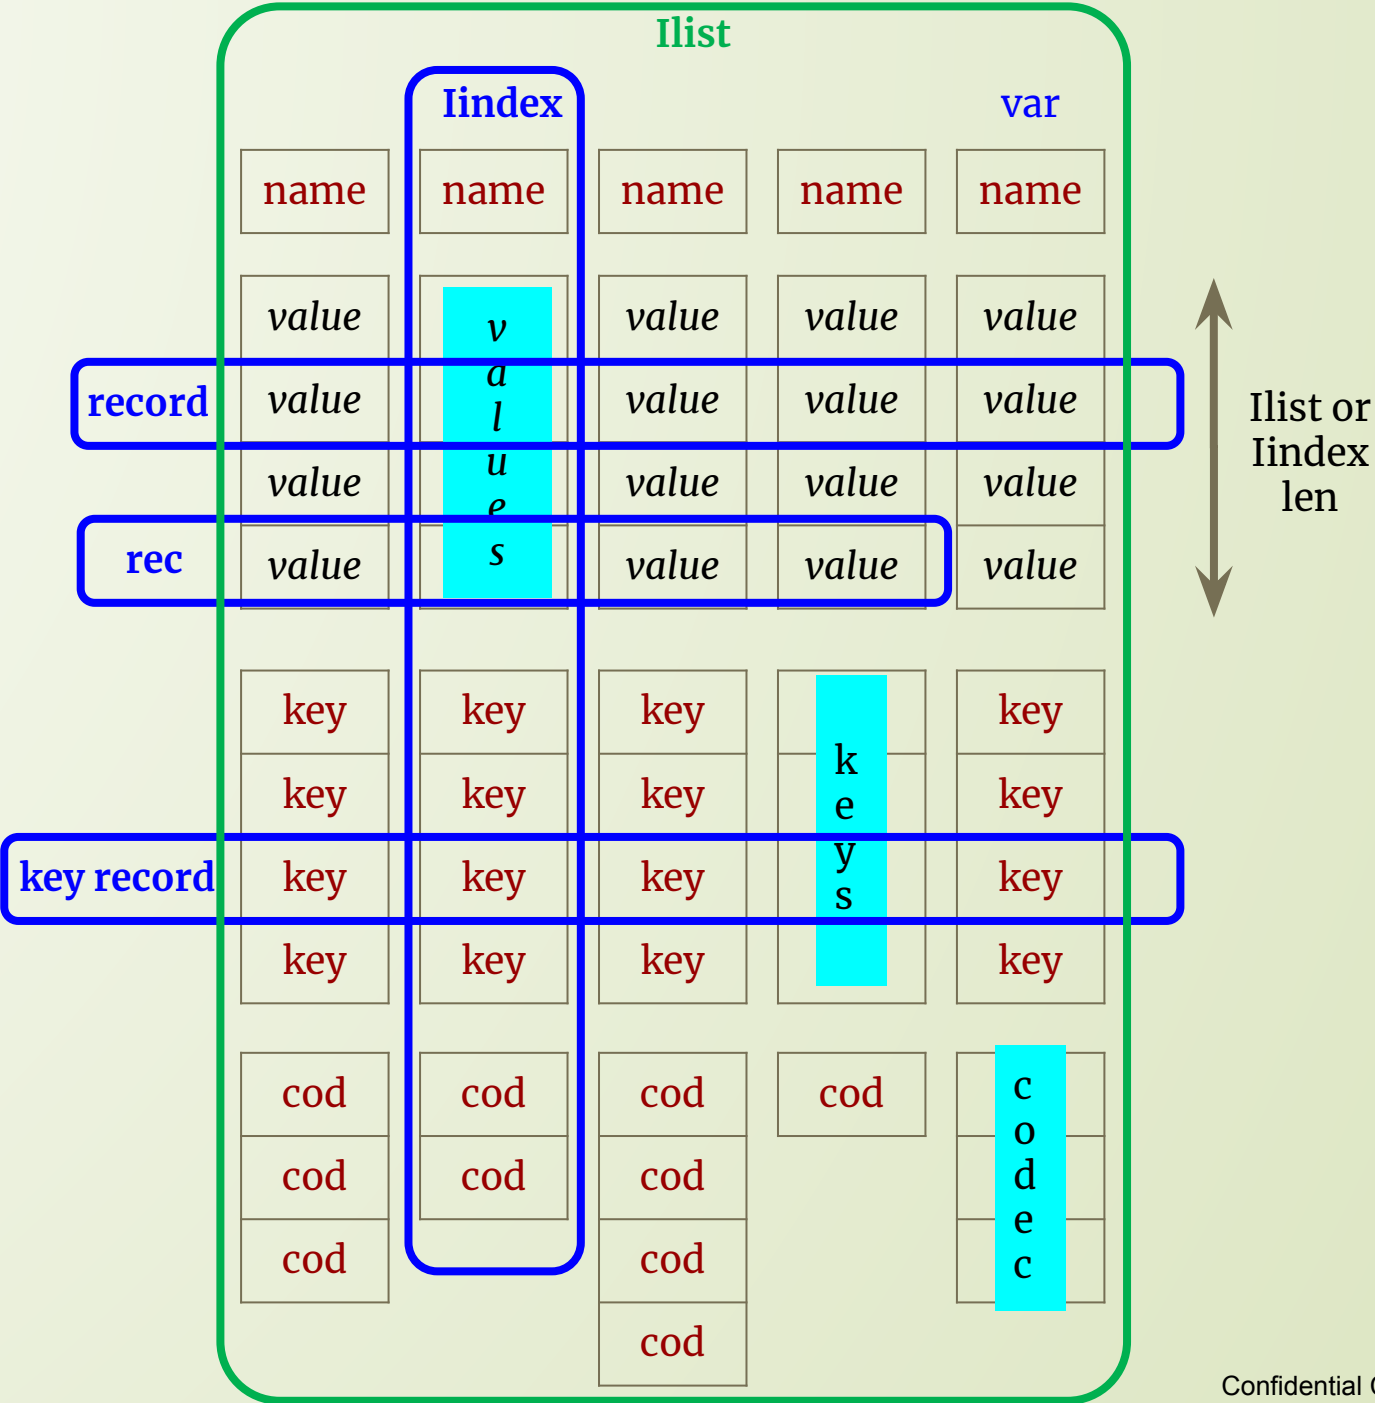 Ilist
Iindex var
name name name name name
value values value value value
record value value value value
value value value value
rec value value value value
Ilist or
Iindex
len
key key key keys key
key key key key
key record key key key key
key key key key
cod cod cod cod codec
cod cod cod
cod cod
cod
Confidential